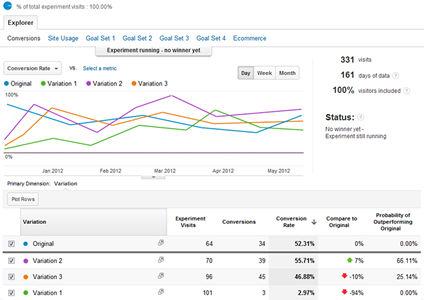 % of total experiment visits : 100.00%
Explorer
Conversions Site Usage Goal Set 1 Goal Set 2 Goal Set 3 Goal Set 4 Ecommerce
Experiment running - no winner yet
Conversion Rate vs. Select a metric
Day Week Month
Original Variation 1 Variation 2 Variation 3
100%
0%
Jan 2012 Feb 2012 Mar 2012 Apr 2012 May 2012
331 visits
161 days of data
100% visitors included
Status:
No winner yet -
Experiment still running
Primary Dimension: Variation
Plot Rows
Variation Experiment Visits Conversions Conversion Rate Compare to Original Probability of Outperforming Original
Original 64 34 52.31% 0% 0.00%
Variation 2 70 39 55.71% 7% 66.11%
Variation 3 96 45 46.88% -10% 25.14%
Variation 1 101 3 2.97% -94% 0.00%